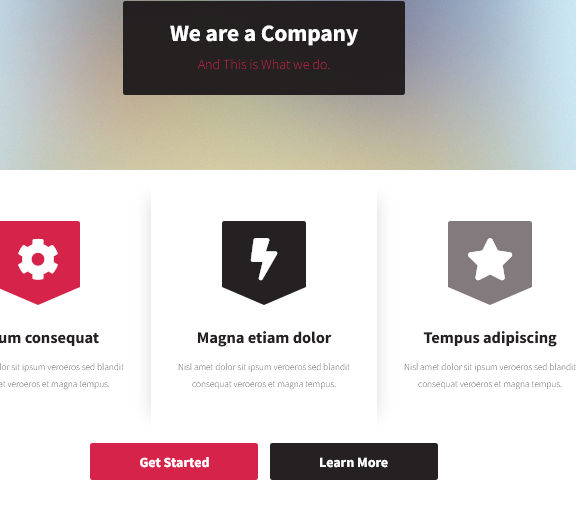 We are a Company
And This is What we do.
consequat
Magna etiam dolor
Tempus adipiscing
dolor sit ipsum veroeros sed blandit
Nisl amet dolor sit ipsum veroeros sed blandit
Nisl amet dolor sit ipsum veroeros sed blandit
veroeros et magna tempus.
consequat veroeros et magna tempus.
consequat veroeros et magna tempus.
Get Started
Learn More